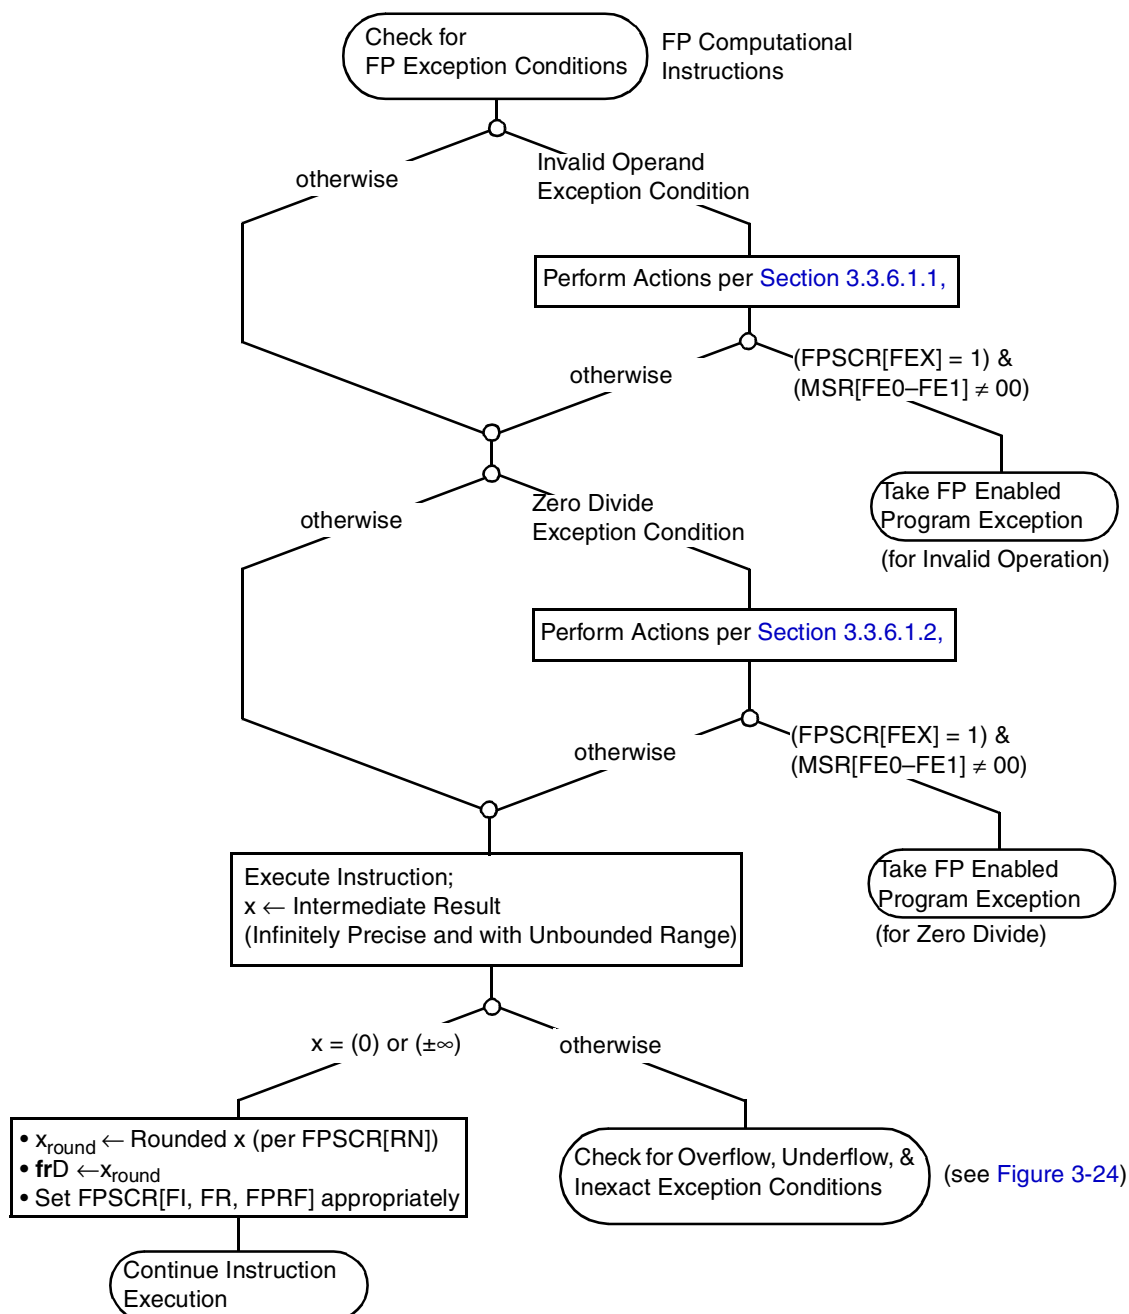 Check for
FP Exception Conditions
FP Computational
Instructions
otherwise
Invalid Operand
Exception Condition
Perform Actions per Section 3.3.6.1.1,
otherwise
(FPSCR[FEX] = 1) &
(MSR[FE0–FE1] ≠ 00)
Take FP Enabled
Program Exception
(for Invalid Operation)
otherwise
Zero Divide
Exception Condition
Perform Actions per Section 3.3.6.1.2,
otherwise
(FPSCR[FEX] = 1) &
(MSR[FE0–FE1] ≠ 00)
Take FP Enabled
Program Exception
(for Zero Divide)
Execute Instruction;
x ← Intermediate Result
(Infinitely Precise and with Unbounded Range)
x = (0) or (±∞)
otherwise
• xround ← Rounded x (per FPSCR[RN])
• frD ←xround
• Set FPSCR[FI, FR, FPRF] appropriately
Check for Overflow, Underflow, &
Inexact Exception Conditions
(see Figure 3-24)
Continue Instruction
Execution